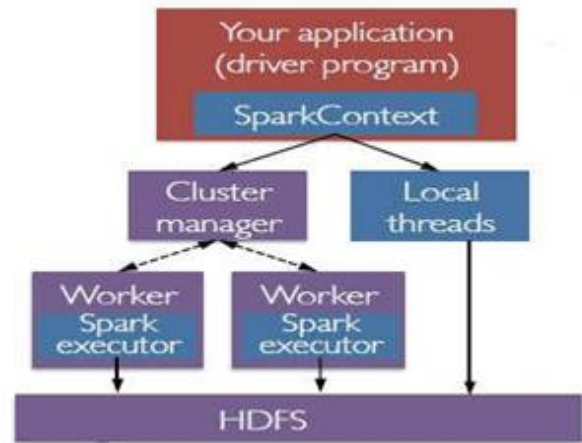 Your application
(driver program)
SparkContext
Cluster
manager
Local
threads
Worker
Spark
executor
Worker
Spark
executor
HDFS